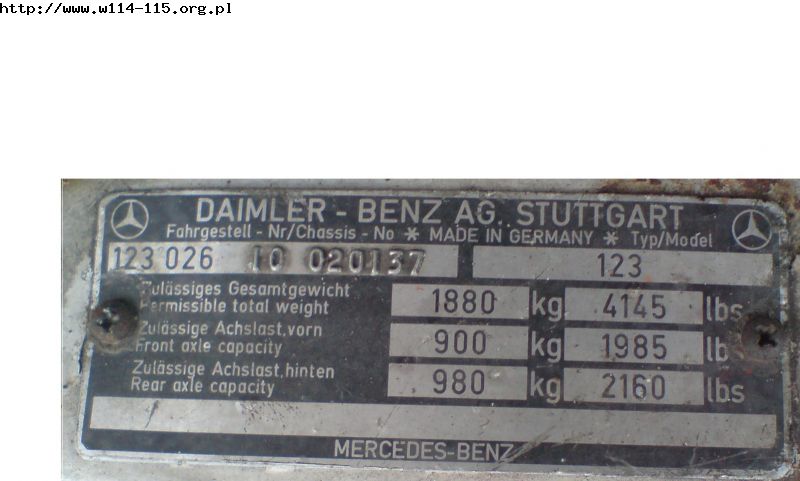 http://www.w114-115.org.pl
DAIMLER - BENZ AG. STUTTGART
Fahrgestell - Nr/Chassis - No * MADE IN GERMANY * Typ/Model
123 026 10 020137 123
Zulässiges Gesamtgewicht
Permissible total weight 1880 kg 4145 lbs
Zulässige Achslast,vorn
Front axle capacity 900 kg 1985 lbs
Zulässige Achslast,hinten
Rear axle capacity 980 kg 2160 lbs
MERCEDES-BENZ